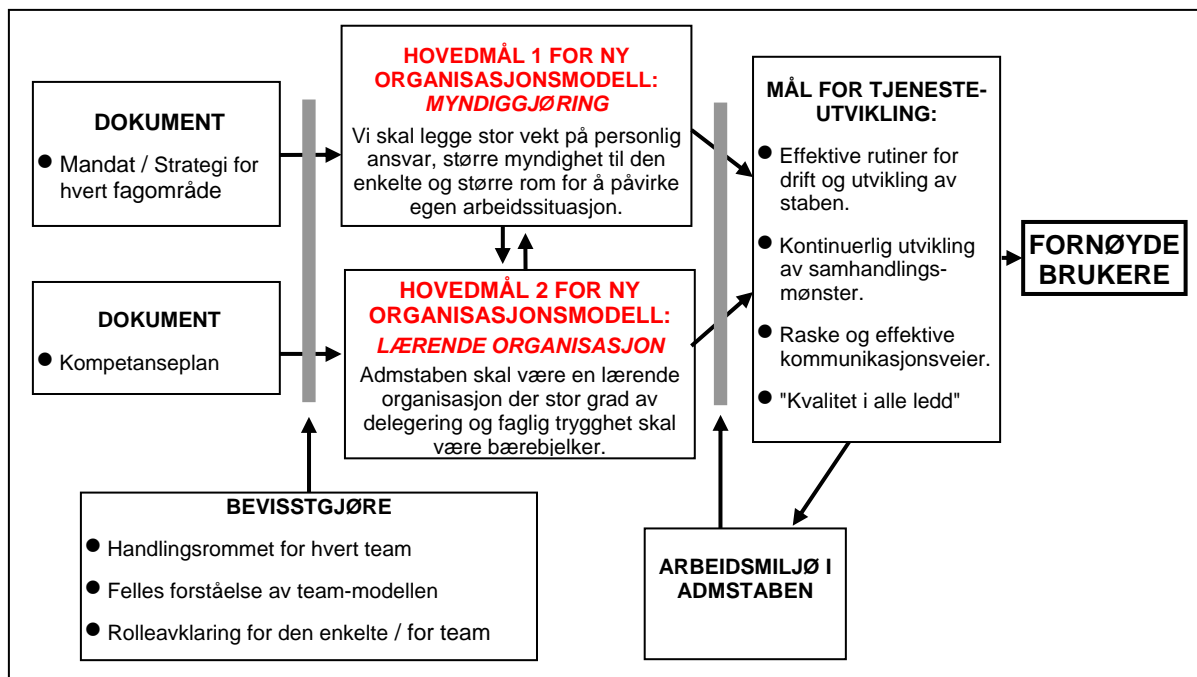 DOKUMENT
● Mandat / Strategi for
hvert fagområde
DOKUMENT
● Kompetanseplan
HOVEDMÅL 1 FOR NY
ORGANISASJONSMODELL:
MYNDIGGJØRING
Vi skal legge stor vekt på personlig
ansvar, større myndighet til den
enkelte og større rom for å påvirke
egen arbeidssituasjon.
HOVEDMÅL 2 FOR NY
ORGANISASJONSMODELL:
LÆRENDE ORGANISASJON
Admstaben skal være en lærende
organisasjon der stor grad av
delegering og faglig trygghet skal
være bærebjelker.
MÅL FOR TJENESTE-
UTVIKLING:
● Effektive rutiner for
drift og utvikling av
staben.
● Kontinuerlig utvikling
av samhandlings-
mønster.
● Raske og effektive
kommunikasjonsveier.
● "Kvalitet i alle ledd"
FORNØYDE
BRUKERE
BEVISSTGJØRE
● Handlingsrommet for hvert team
● Felles forståelse av team-modellen
● Rolleavklaring for den enkelte / for team
ARBEIDSMILJØ I
ADMSTABEN